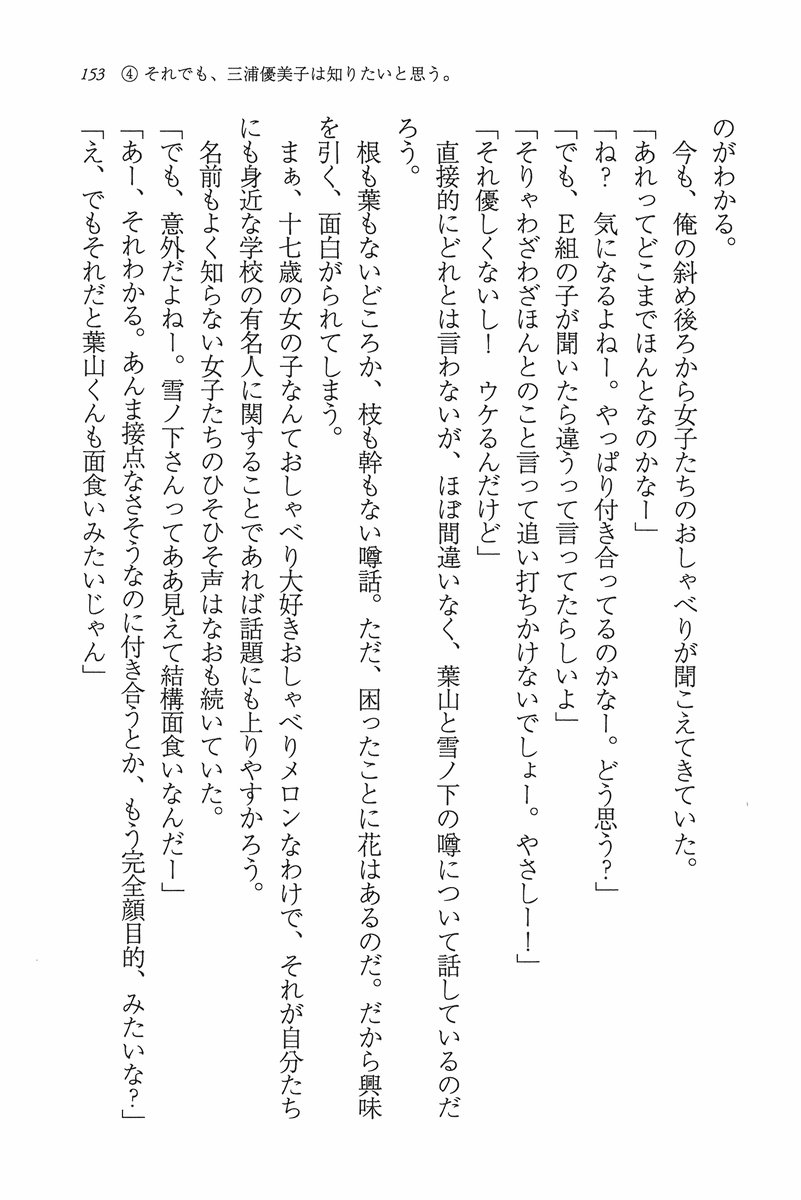 153 ④ それでも、三浦優美子は知りたいと思う。
のがわかる。
　今も、俺の斜め後ろから女子たちのおしゃべりが聞こえてきていた。
「あれってどこまでほんとなのかなー」
「ね？　気になるよねー。やっぱり付き合ってるのかなー。どう思う？」
「でも、Ｅ組の子が聞いたら違うって言ってたらしいよ」
「そりゃわざわざほんとのこと言って追い打ちかけないでしょー。やさしー！」
「それ優しくないし！　ウケるんだけど」
　直接的にどれとは言わないが、ほぼ間違いなく、葉山と雪ノ下の噂について話しているのだ
ろう。
　根も葉もないどころか、枝も幹もない噂話。ただ、困ったことに花はあるのだ。だから興味
を引く、面白がられてしまう。
　まぁ、十七歳の女の子なんておしゃべり大好きおしゃべりメロンなわけで、それが自分たち
にも身近な学校の有名人に関することであれば話題にも上りやすかろう。
　名前もよく知らない女子たちのひそひそ声はなおも続いていた。
「でも、意外だよねー。雪ノ下さんってああ見えて結構面食いなんだー」
「あー、それわかる。あんま接点なさそうなのに付き合うとか、もう完全顔目的、みたいな？」
「え、でもそれだと葉山くんも面食いみたいじゃん」